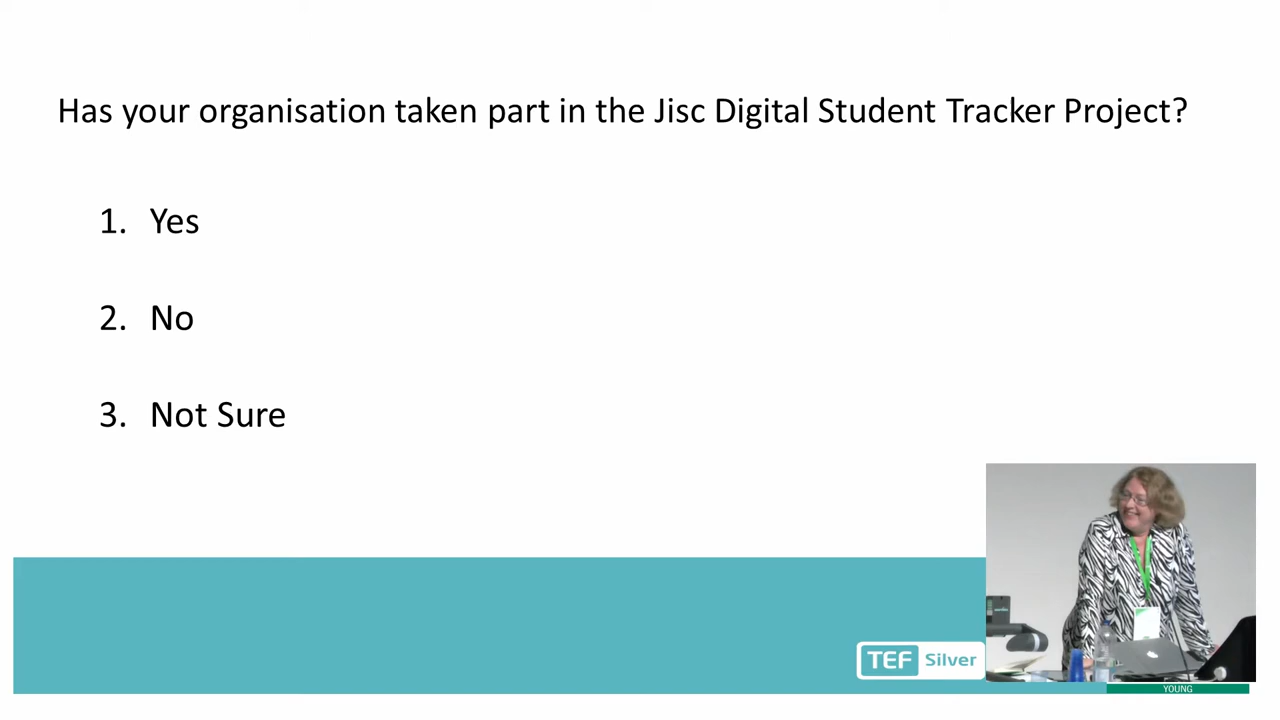 Has your organisation taken part in the Jisc Digital Student Tracker Project?
1. Yes
2. No
3. Not Sure
TEF Silver
YOUNG